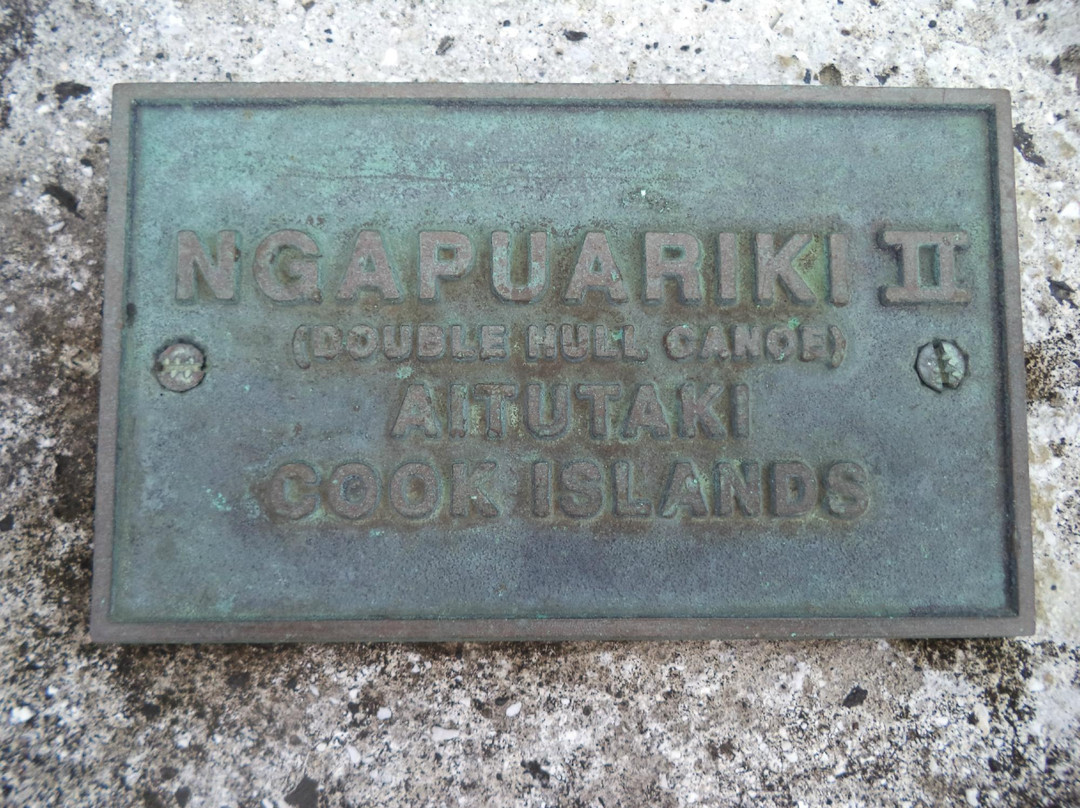 NGAPUARIKI II
(DOUBLE HULL CANOE)
AITUTAKI
COOK ISLANDS